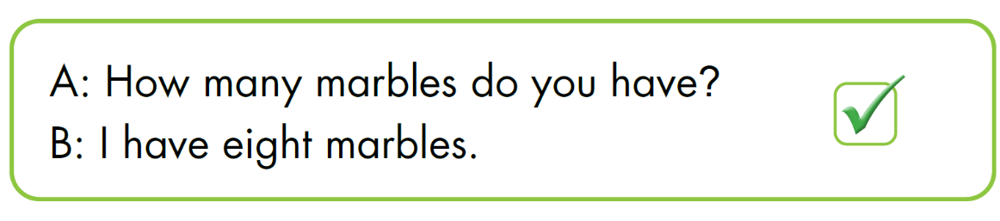 A: How many marbles do you have?
B: I have eight marbles.